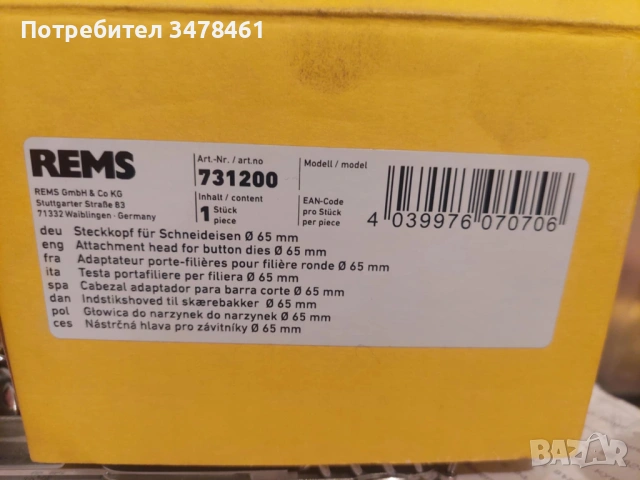 Потребител 3478461
REMS
REMS GmbH & Co KG
Stuttgarter Straße 83
71332 Waiblingen · Germany
Art.-Nr. / art.no
731200
Inhalt / content
1 Stück
piece
Modell / model
EAN-Code
pro Stück
per piece
4 039976 070706
deu Steckkopf für Schneideisen Ø 65 mm
eng Attachment head for button dies Ø 65 mm
fra Adaptateur porte-filières pour filière ronde Ø 65 mm
ita Testa portafiliere per filiera Ø 65 mm
spa Cabezal adaptador para barra corte Ø 65 mm
dan Indstikshoved til skærebakker Ø 65 mm
pol Głowica do narzynek do narzynek Ø 65 mm
ces Nástrčná hlava pro závitníky Ø 65 mm
BAZAR